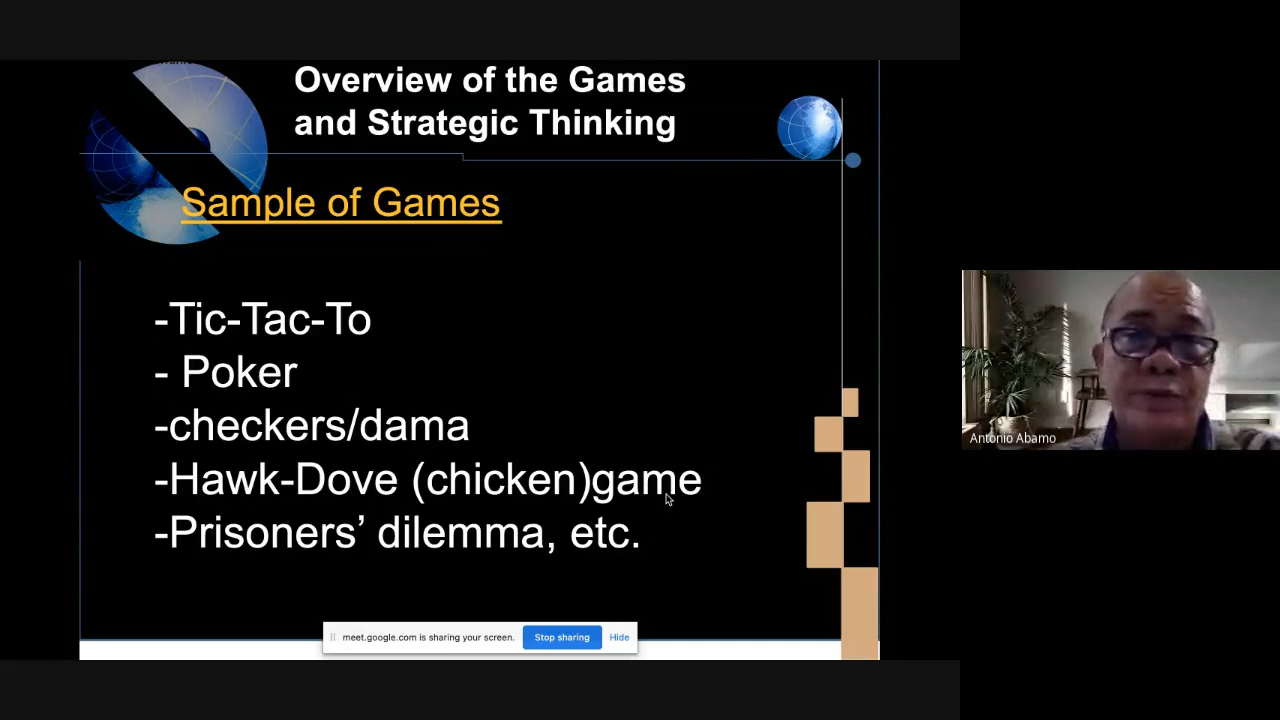 Overview of the Games
and Strategic Thinking
Sample of Games
-Tic-Tac-To
- Poker
-checkers/dama
-Hawk-Dove (chicken)game
-Prisoners’ dilemma, etc.
meet.google.com is sharing your screen. Stop sharing Hide
Antonio Abamo